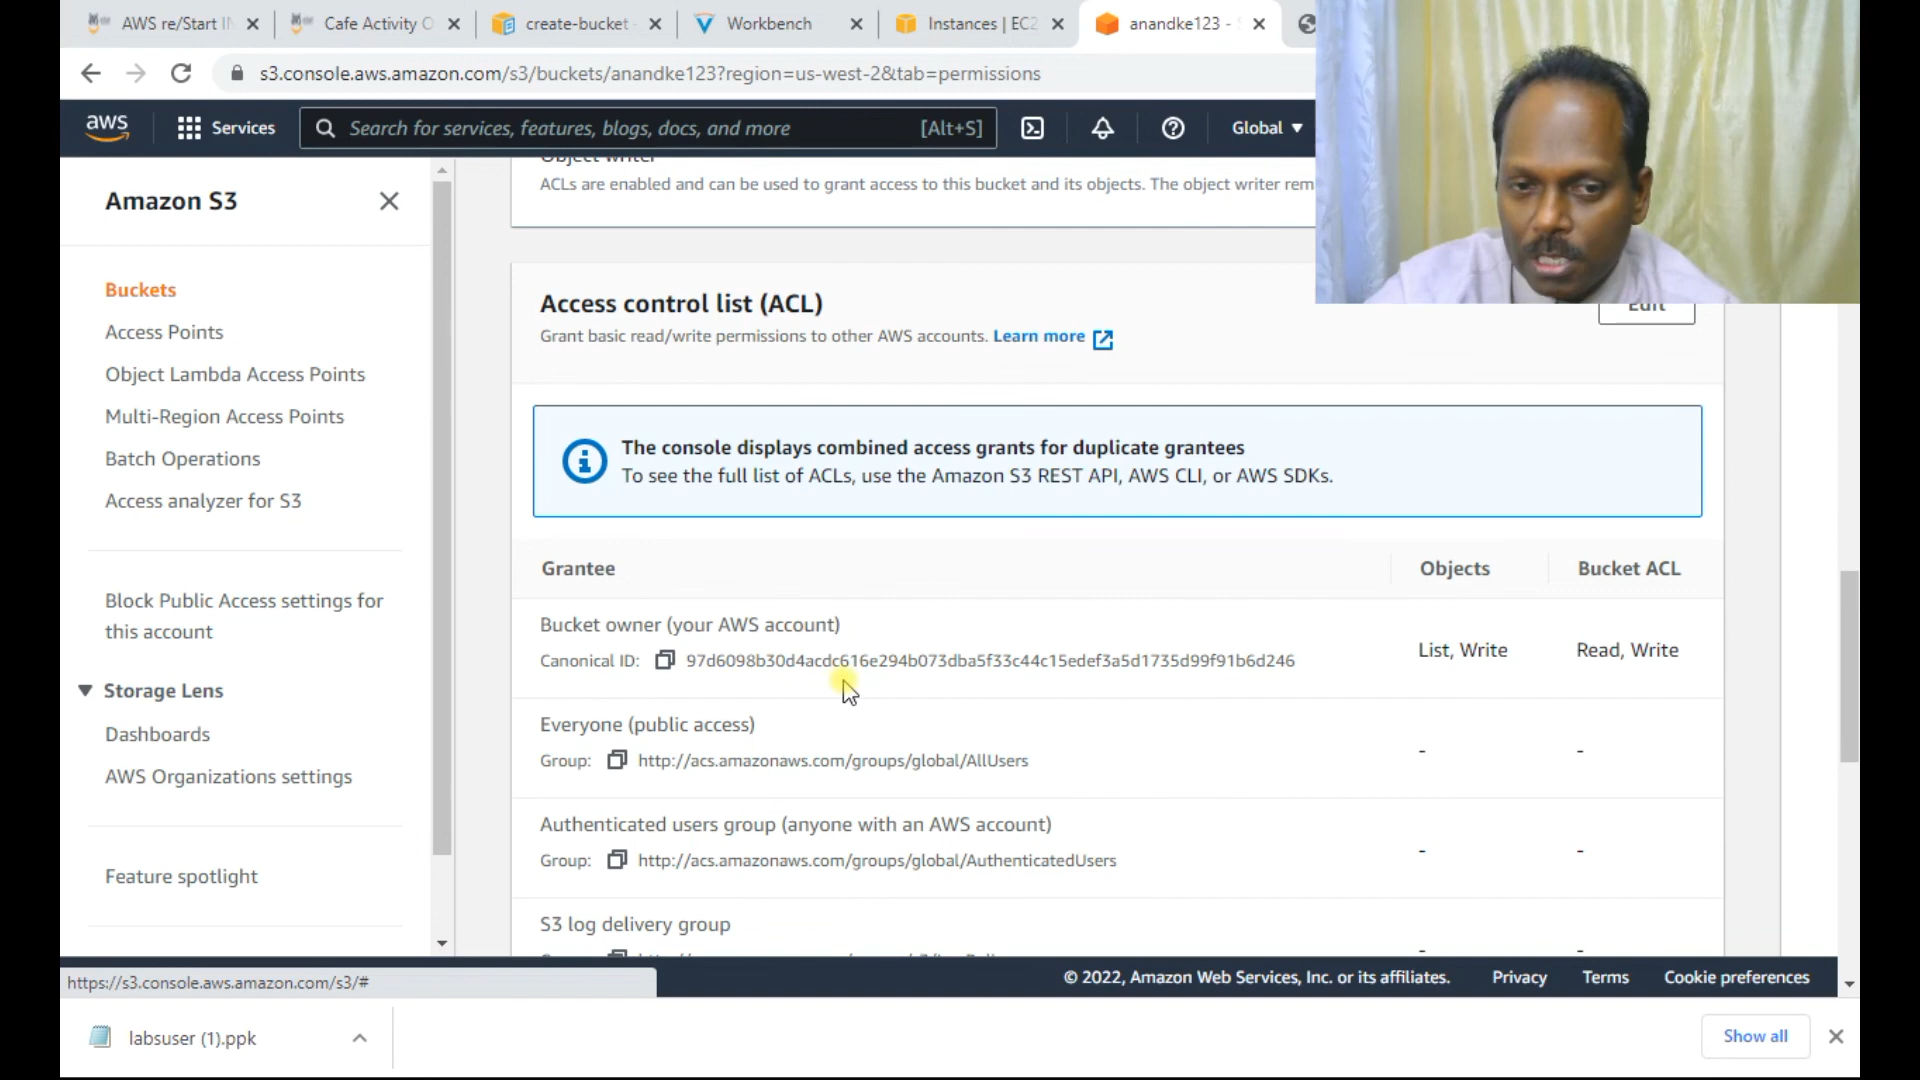 AWS re/Start I
Cafe Activity O
create-bucket
Workbench
Instances | EC2
anandke123 -
s3.console.aws.amazon.com/s3/buckets/anandke123?region=us-west-2&tab=permissions
aws
Services
Search for services, features, blogs, docs, and more
[Alt+S]
Global
Amazon S3
Buckets
Access Points
Object Lambda Access Points
Multi-Region Access Points
Batch Operations
Access analyzer for S3
Block Public Access settings for
this account
Storage Lens
Dashboards
AWS Organizations settings
Feature spotlight
Object writer
ACLs are enabled and can be used to grant access to this bucket and its objects. The object writer rem
Access control list (ACL)
Edit
Grant basic read/write permissions to other AWS accounts. Learn more
The console displays combined access grants for duplicate grantees
To see the full list of ACLs, use the Amazon S3 REST API, AWS CLI, or AWS SDKs.
Grantee
Objects
Bucket ACL
Bucket owner (your AWS account)
Canonical ID: 97d6098b30d4acdc616e294b073dba5f33c44c15edef3a5d1735d99f91b6d246
List, Write
Read, Write
Everyone (public access)
Group: http://acs.amazonaws.com/groups/global/AllUsers
-
-
Authenticated users group (anyone with an AWS account)
Group: http://acs.amazonaws.com/groups/global/AuthenticatedUsers
-
-
S3 log delivery group
-
-
https://s3.console.aws.amazon.com/s3/#
© 2022, Amazon Web Services, Inc. or its affiliates.
Privacy
Terms
Cookie preferences
labsuser (1).ppk
Show all